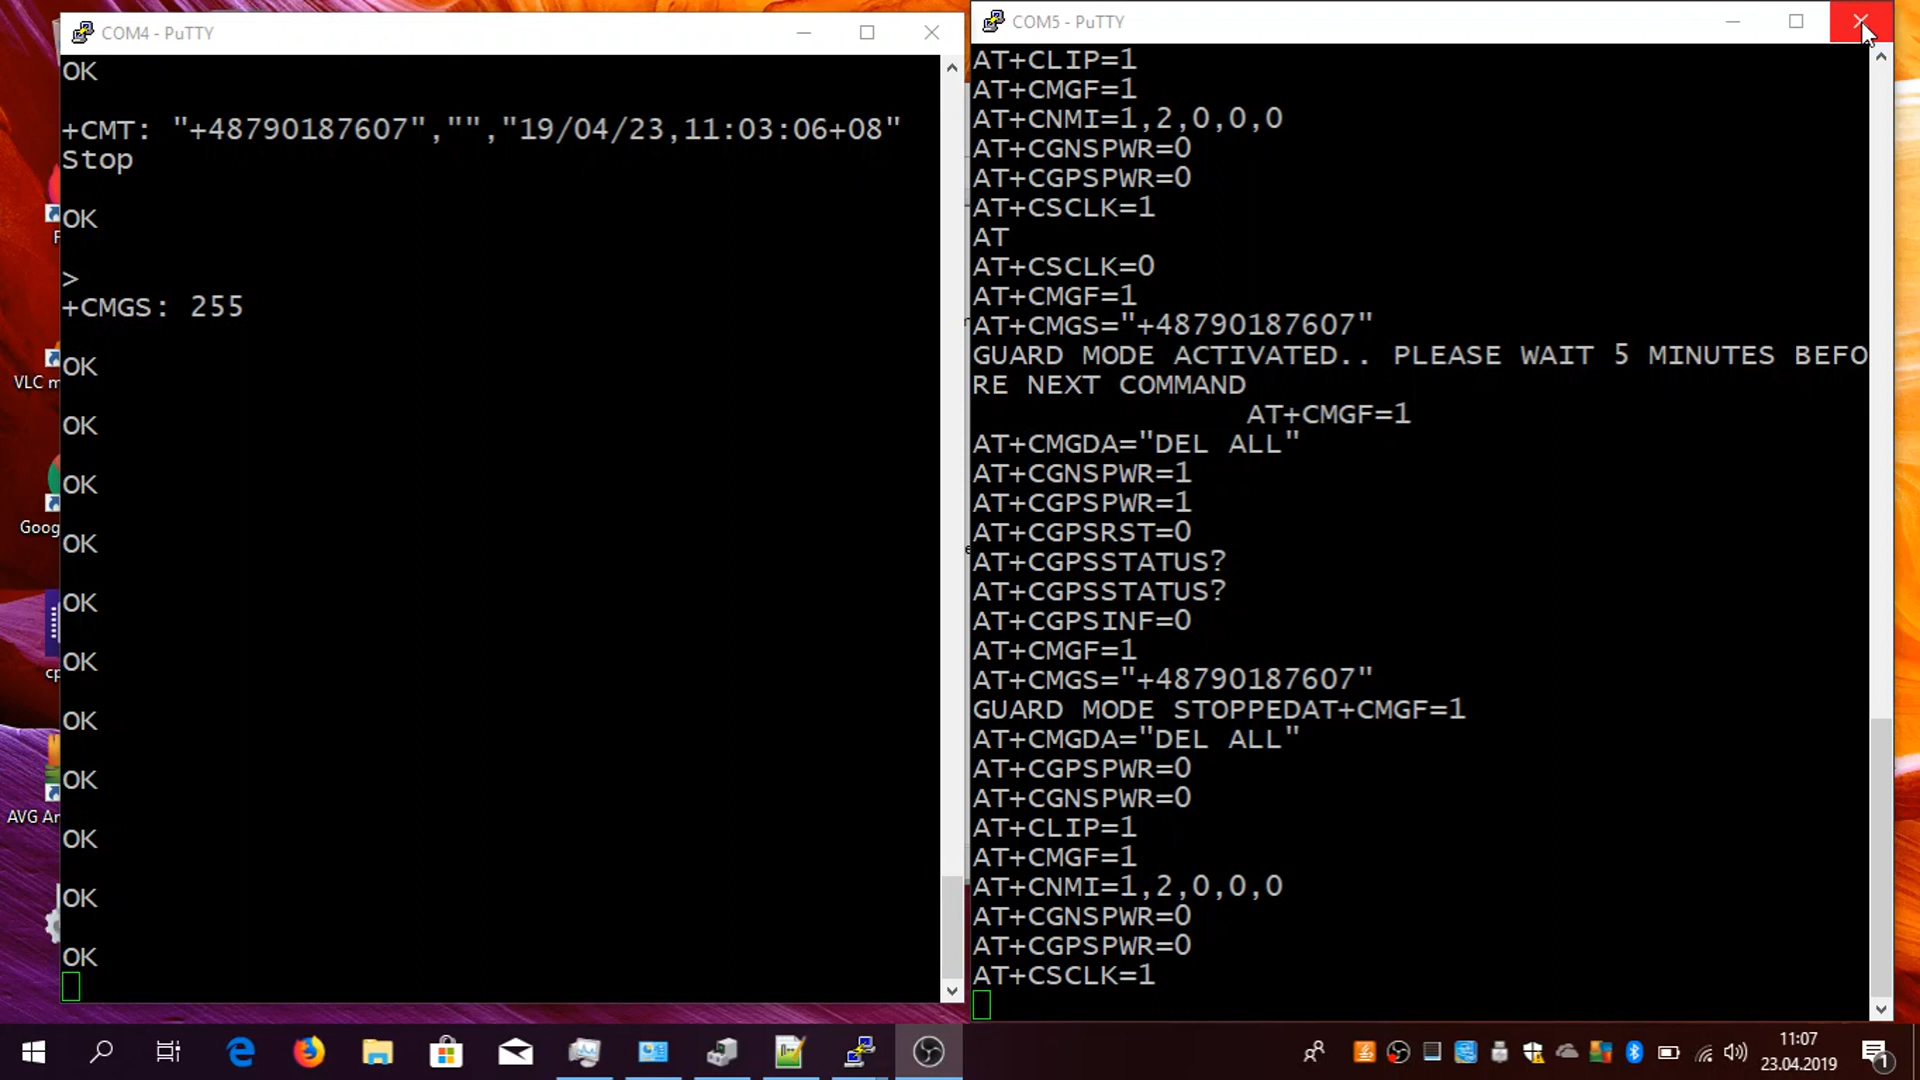 COM4 - PuTTY
OK
+CMT: "+48790187607","","19/04/23,11:03:06+08"
Stop
OK
>
+CMGS: 255
OK
OK
OK
OK
OK
OK
OK
OK
OK
OK
OK
COM5 - PuTTY
AT+CLIP=1
AT+CMGF=1
AT+CNMI=1,2,0,0,0
AT+CGNSPWR=0
AT+CGPSPWR=0
AT+CSCLK=1
AT
AT+CSCLK=0
AT+CMGF=1
AT+CMGS="+48790187607"
GUARD MODE ACTIVATED.. PLEASE WAIT 5 MINUTES BEFO
RE NEXT COMMAND
AT+CMGF=1
AT+CMGDA="DEL ALL"
AT+CGNSPWR=1
AT+CGPSPWR=1
AT+CGPSRST=0
AT+CGPSSTATUS?
AT+CGPSSTATUS?
AT+CGPSINF=0
AT+CMGF=1
AT+CMGS="+48790187607"
GUARD MODE STOPPEDAT+CMGF=1
AT+CMGDA="DEL ALL"
AT+CGPSPWR=0
AT+CGNSPWR=0
AT+CLIP=1
AT+CMGF=1
AT+CNMI=1,2,0,0,0
AT+CGNSPWR=0
AT+CGPSPWR=0
AT+CSCLK=1
VLC m
Goog
AVG An
11:07
23.04.2019
1